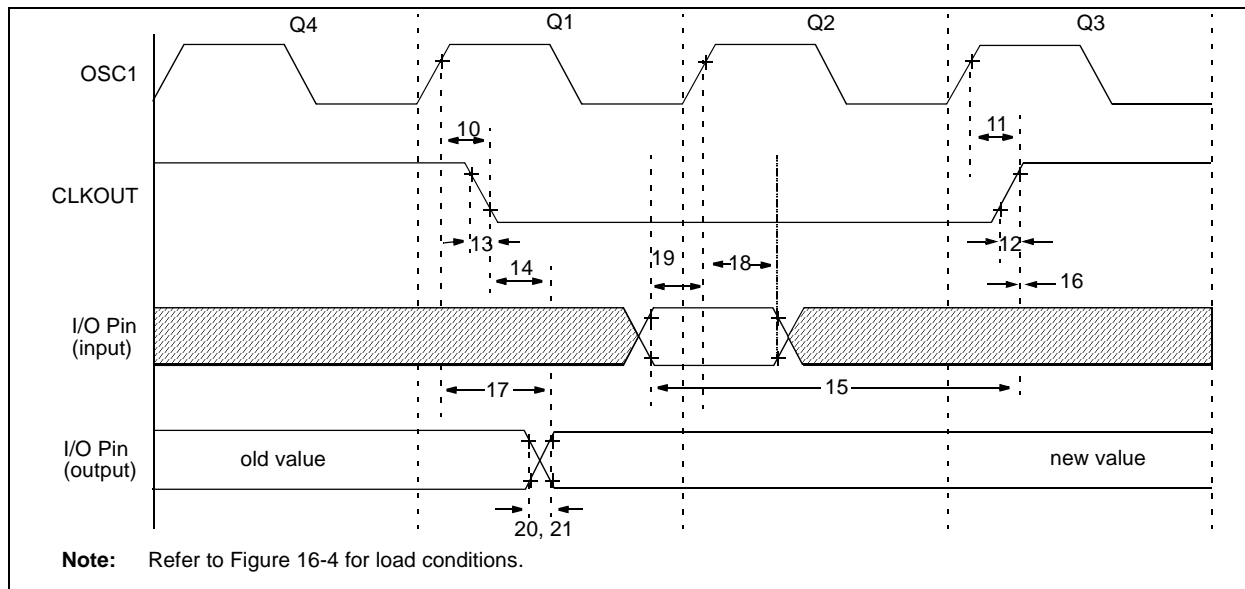 Q4 Q1 Q2 Q3
OSC1
10 11
CLKOUT
13 12
14 19 18 16
I/O Pin
(input)
17 15
I/O Pin
(output)
old value new value
20, 21
Note: Refer to Figure 16-4 for load conditions.